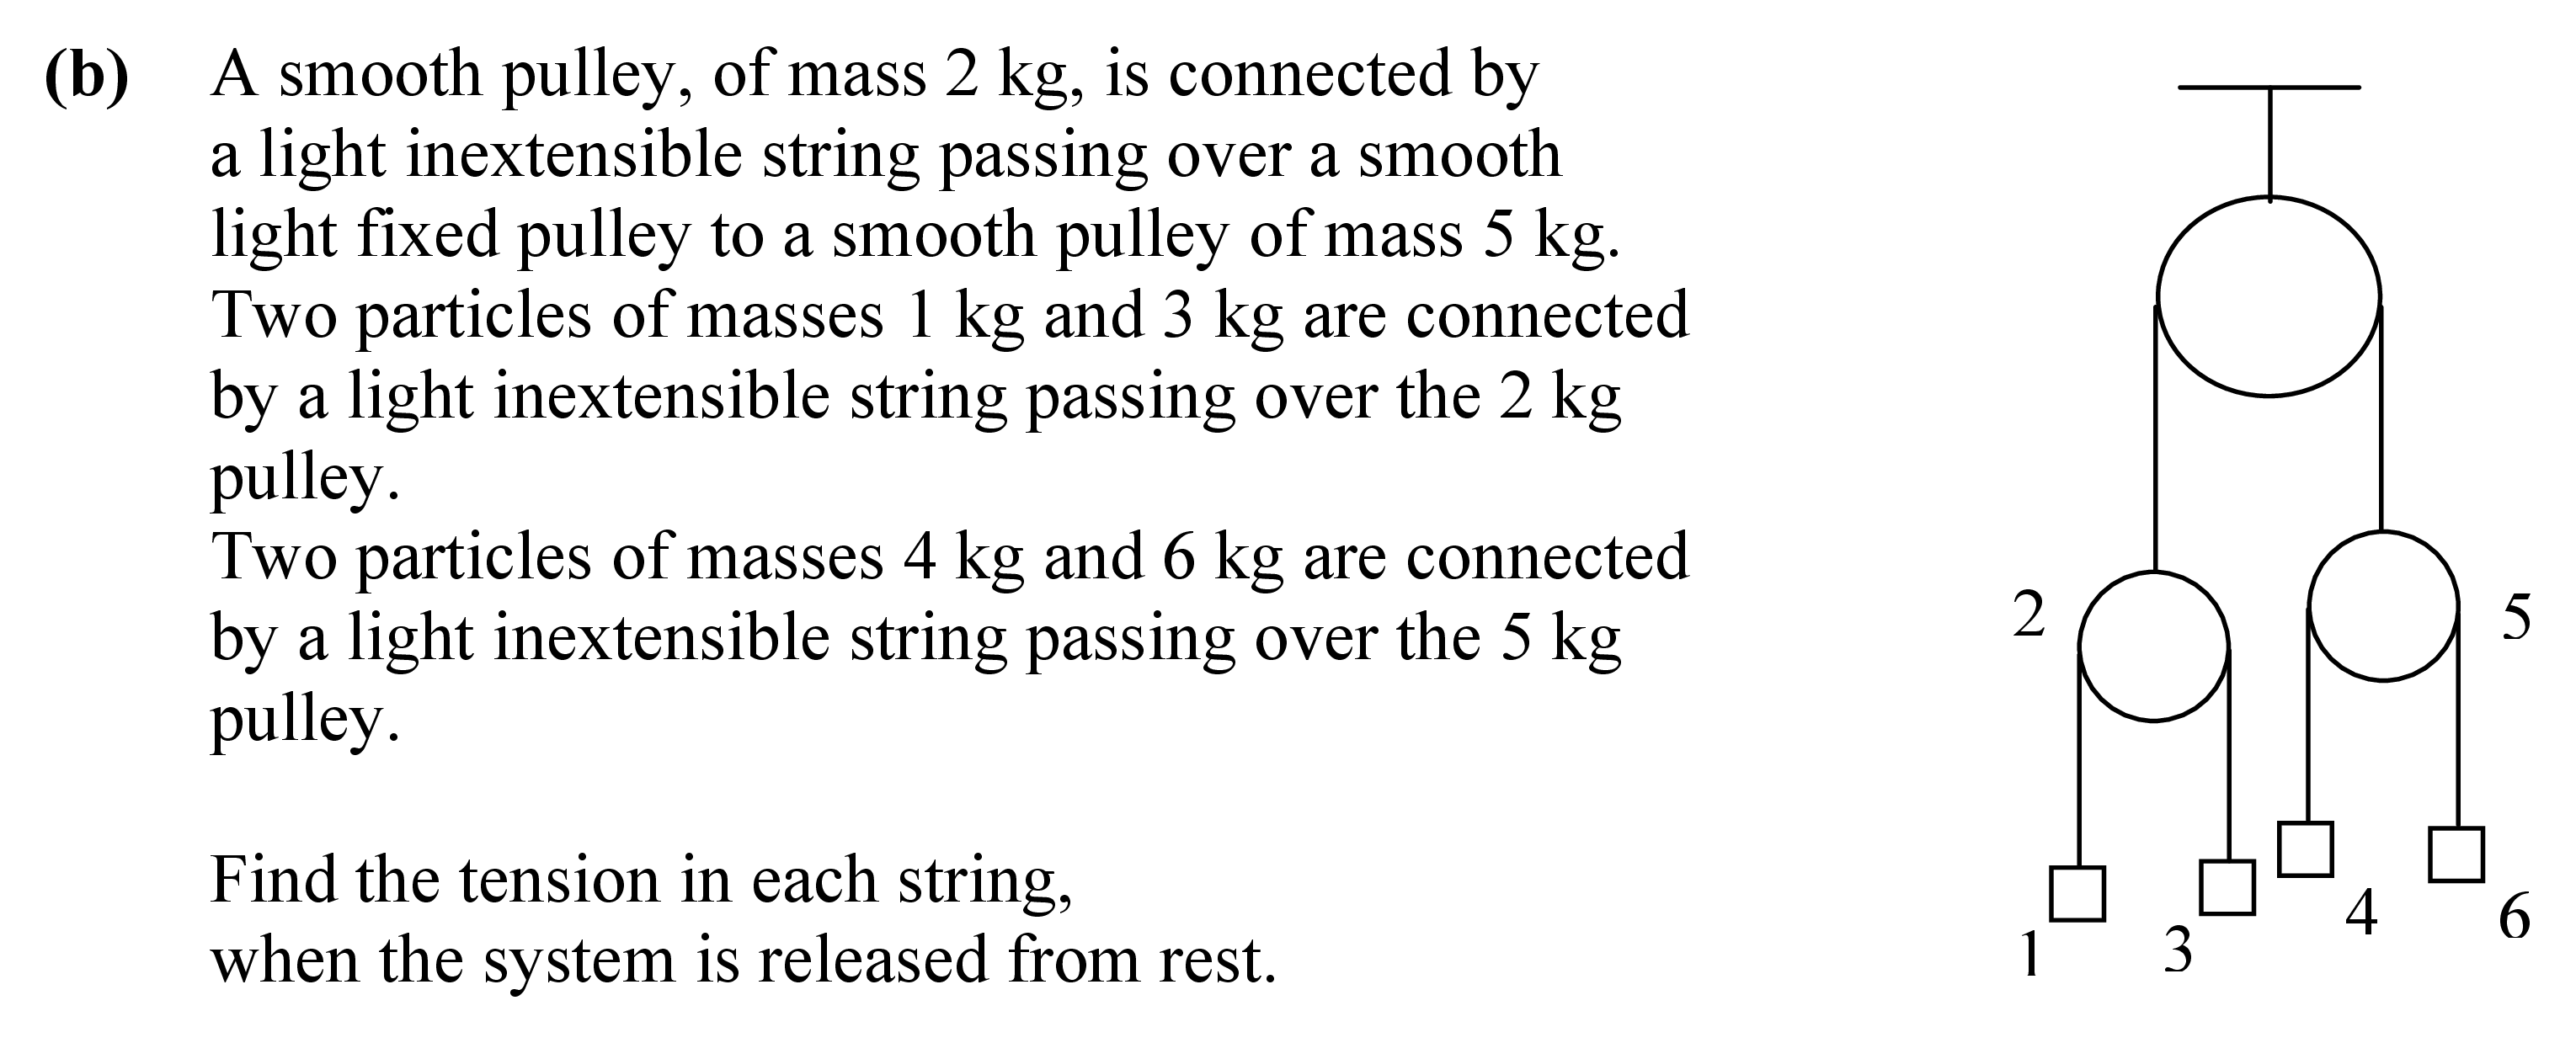 (b) A smooth pulley, of mass 2 kg, is connected by
a light inextensible string passing over a smooth
light fixed pulley to a smooth pulley of mass 5 kg.
Two particles of masses 1 kg and 3 kg are connected
by a light inextensible string passing over the 2 kg
pulley.
Two particles of masses 4 kg and 6 kg are connected
by a light inextensible string passing over the 5 kg
pulley.
Find the tension in each string,
when the system is released from rest.
2
5
1
3
4
6